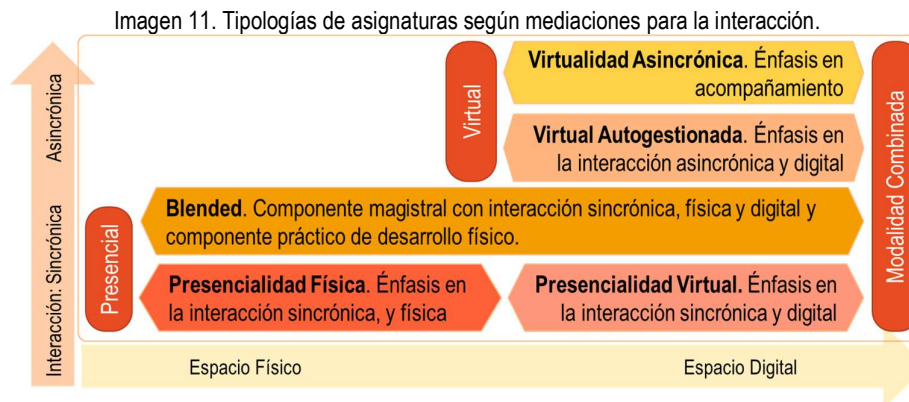 Imagen 11. Tipologías de asignaturas según mediaciones para la interacción.
Asincrónica
Interacción: Sincrónica
Virtual
Virtualidad Asincrónica. Énfasis en
acompañamiento
Virtual Autogestionada. Énfasis en
la interacción asincrónica y digital
Modalidad Combinada
Presencial
Blended. Componente magistral con interacción sincrónica, física y digital y
componente práctico de desarrollo físico.
Presencialidad Física. Énfasis en
la interacción sincrónica, y física
Presencialidad Virtual. Énfasis en
la interacción sincrónica y digital
Espacio Físico
Espacio Digital